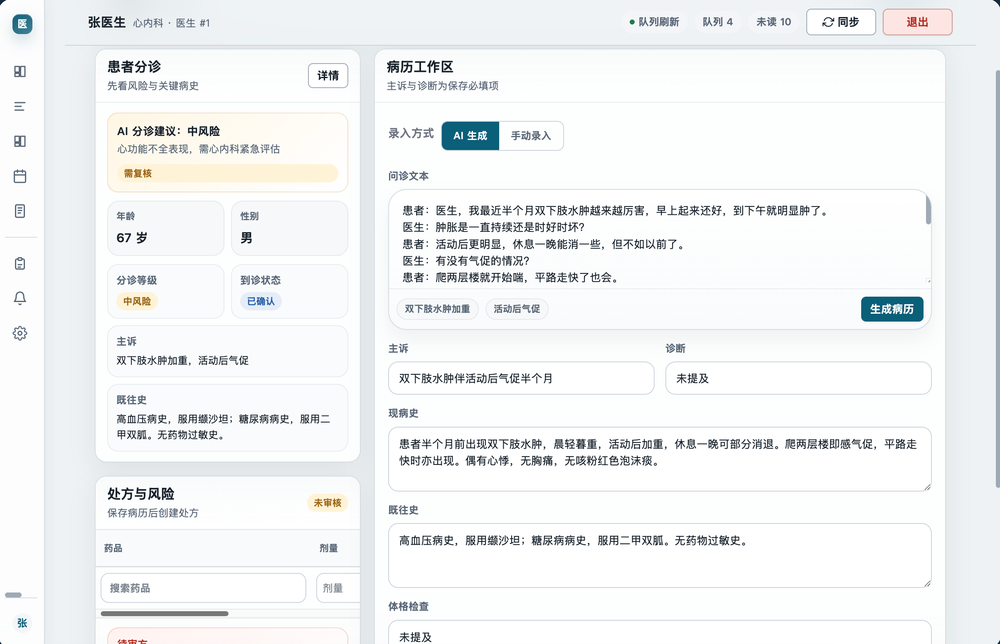 医
张医生 心内科 · 医生 #1
队列刷新
队列 4
未读 10
同步
退出
患者分诊
先看风险与关键病史
详情
AI 分诊建议：中风险
心功能不全表现，需心内科紧急评估
需复核
年龄
67 岁
性别
男
分诊等级
中风险
到诊状态
已确认
主诉
双下肢水肿加重，活动后气促
既往史
高血压病史，服用缬沙坦；糖尿病病史，服用二
甲双胍。无药物过敏史。
处方与风险
保存病历后创建处方
未审核
药品
剂量
搜索药品
剂量
待审方
张
病历工作区
主诉与诊断为保存必填项
录入方式
AI 生成
手动录入
问诊文本
患者：医生，我最近半个月双下肢水肿越来越厉害，早上起来还好，到下午就明显肿了。
医生：肿胀是一直持续还是时好时坏？
患者：活动后更明显，休息一晚能消一些，但不如以前了。
医生：有没有气促的情况？
患者：爬两层楼就开始喘，平路走快了也会。
双下肢水肿加重
活动后气促
生成病历
主诉
双下肢水肿伴活动后气促半个月
诊断
未提及
现病史
患者半个月前出现双下肢水肿，晨轻暮重，活动后加重，休息一晚可部分消退。爬两层楼即感气促，平路走
快时亦出现。偶有心悸，无胸痛，无咳粉红色泡沫痰。
既往史
高血压病史，服用缬沙坦；糖尿病病史，服用二甲双胍。无药物过敏史。
体格检查
未提及